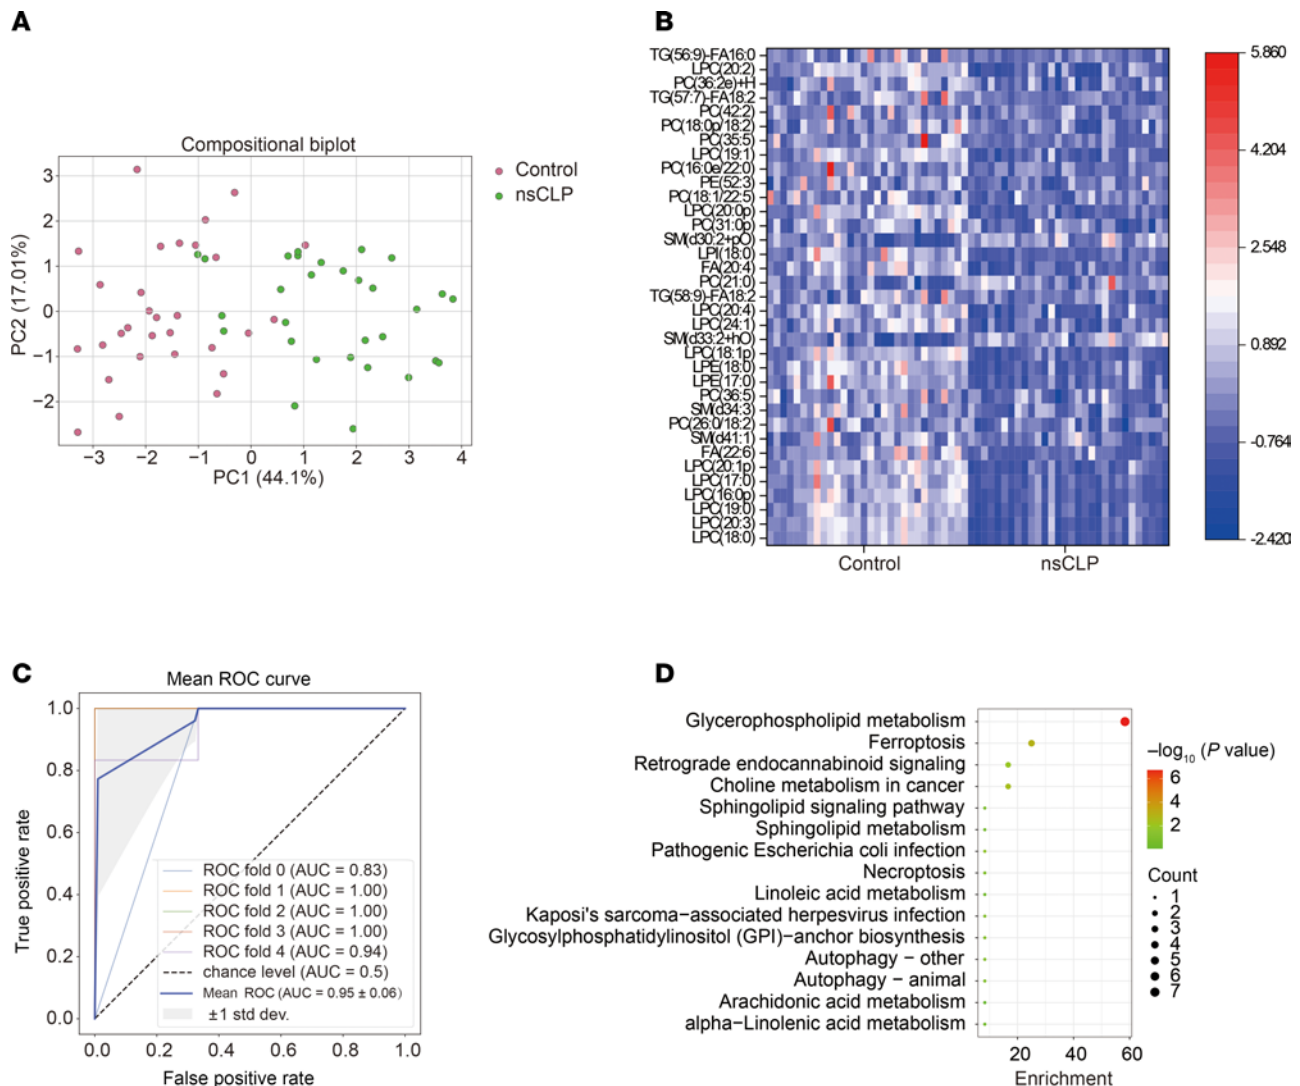 A
Compositional biplot
Control
nsCLP
PC2 (17.01%)
3
2
1
0
−1
−2
−3
−2
−1
0
1
2
3
4
PC1 (44.1%)
B
TG(56:9)-FA16:0
LPC(20:2)
PC(36:2e)+H
TG(57:7)-FA18:2
PC(42:2)
PC(18:0p/18:2)
PC(35:5)
LPC(19:1)
PC(16:0e/22:0)
PE(52:3)
PC(18:1/22:5)
LPC(20:0p)
PC(31:0p)
SM(d30:2+pO)
LPI(18:0)
FA(20:4)
PC(21:0)
TG(58:9)-FA18:2
LPC(20:4)
LPC(24:1)
SM(d33:2+hO)
LPC(18:1p)
LPE(18:0)
LPE(17:0)
PC(36:5)
SM(d34:3)
PC(26:0/18:2)
SM(d41:1)
FA(22:6)
LPC(20:1p)
LPC(17:0)
LPC(16:0p)
LPC(19:0)
LPC(20:3)
LPC(18:0)
Control
nsCLP
5.860
4.204
2.548
0.892
-0.764
-2.420
C
Mean ROC curve
True positive rate
1.0
0.8
0.6
0.4
0.2
0.0
ROC fold 0 (AUC = 0.83)
ROC fold 1 (AUC = 1.00)
ROC fold 2 (AUC = 1.00)
ROC fold 3 (AUC = 1.00)
ROC fold 4 (AUC = 0.94)
chance level (AUC = 0.5)
Mean ROC (AUC = 0.95 ± 0.06)
±1 std dev.
0.0
0.2
0.4
0.6
0.8
1.0
False positive rate
D
Glycerophospholipid metabolism
Ferroptosis
Retrograde endocannabinoid signaling
Choline metabolism in cancer
Sphingolipid signaling pathway
Sphingolipid metabolism
Pathogenic Escherichia coli infection
Necroptosis
Linoleic acid metabolism
Kaposi's sarcoma−associated herpesvirus infection
Glycosylphosphatidylinositol (GPI)−anchor biosynthesis
Autophagy − other
Autophagy − animal
Arachidonic acid metabolism
alpha−Linolenic acid metabolism
20
40
60
Enrichment
−log10 (P value)
6
4
2
Count
1
2
3
4
5
6
7